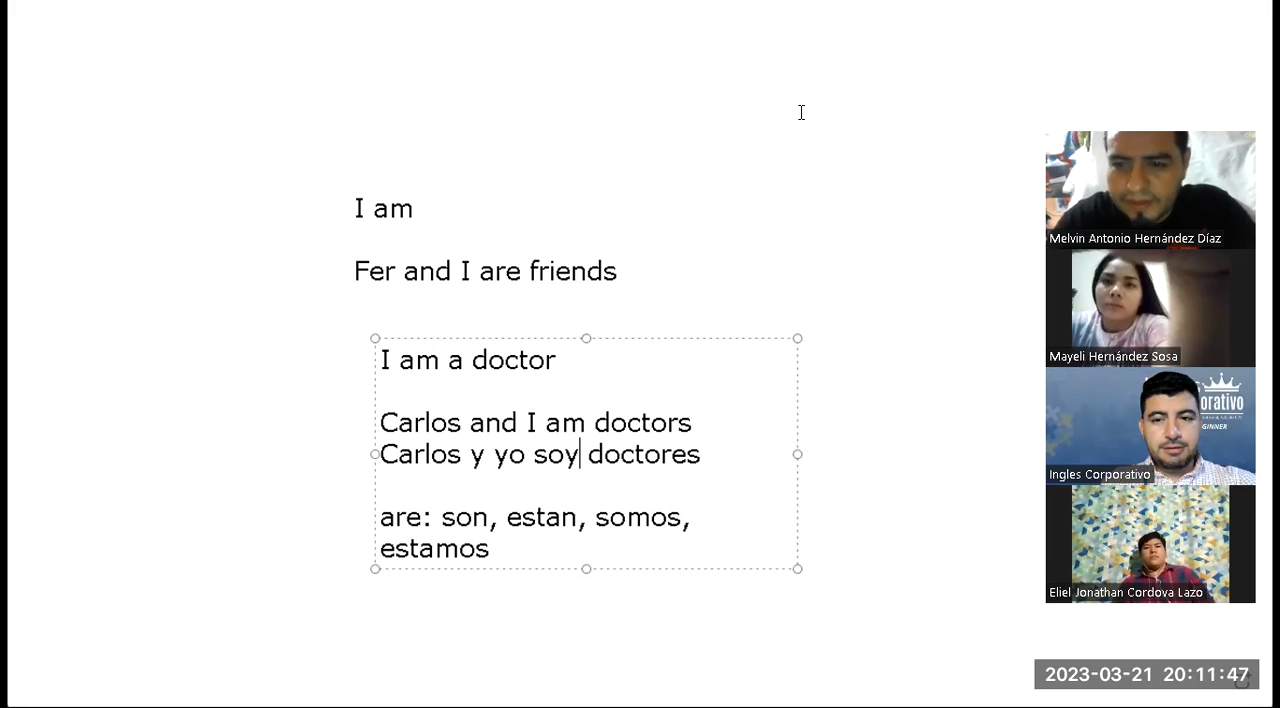 I am
Fer and I are friends
I am a doctor
Carlos and I am doctors
Carlos y yo soy doctores
are: son, estan, somos,
estamos
Melvin Antonio Hernández Díaz
Mayeli Hernández Sosa
orativo
GINNER
Ingles Corporativo
Eliel Jonathan Cordova Lazo
2023-03-21 20:11:47